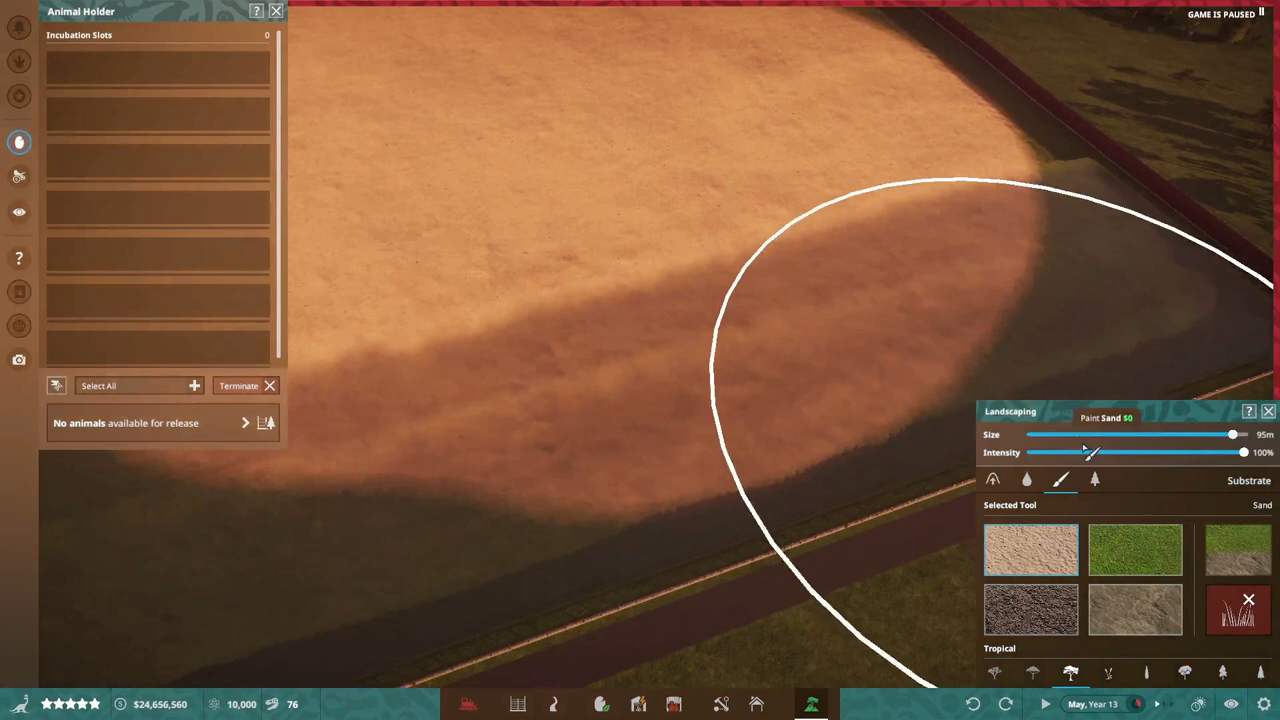 Animal Holder
?
GAME IS PAUSED
Incubation Slots 0
Select All
Terminate
No animals available for release
?
Landscaping
Paint Sand $0
?
Size 95m
Intensity 100%
Substrate
Selected Tool Sand
Tropical
$24,656,560
10,000
76
May, Year 13